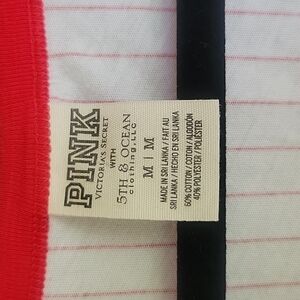 PINK
VICTORIA'S SECRET
WITH
5TH & OCEAN
clothing, LLC
M | M
MADE IN SRI LANKA / FAIT AU
SRI LANKA / HECHO EN SRI LANKA
60% COTTON / COTON / ALGODÓN
40% POLYESTER / POLIÉSTER